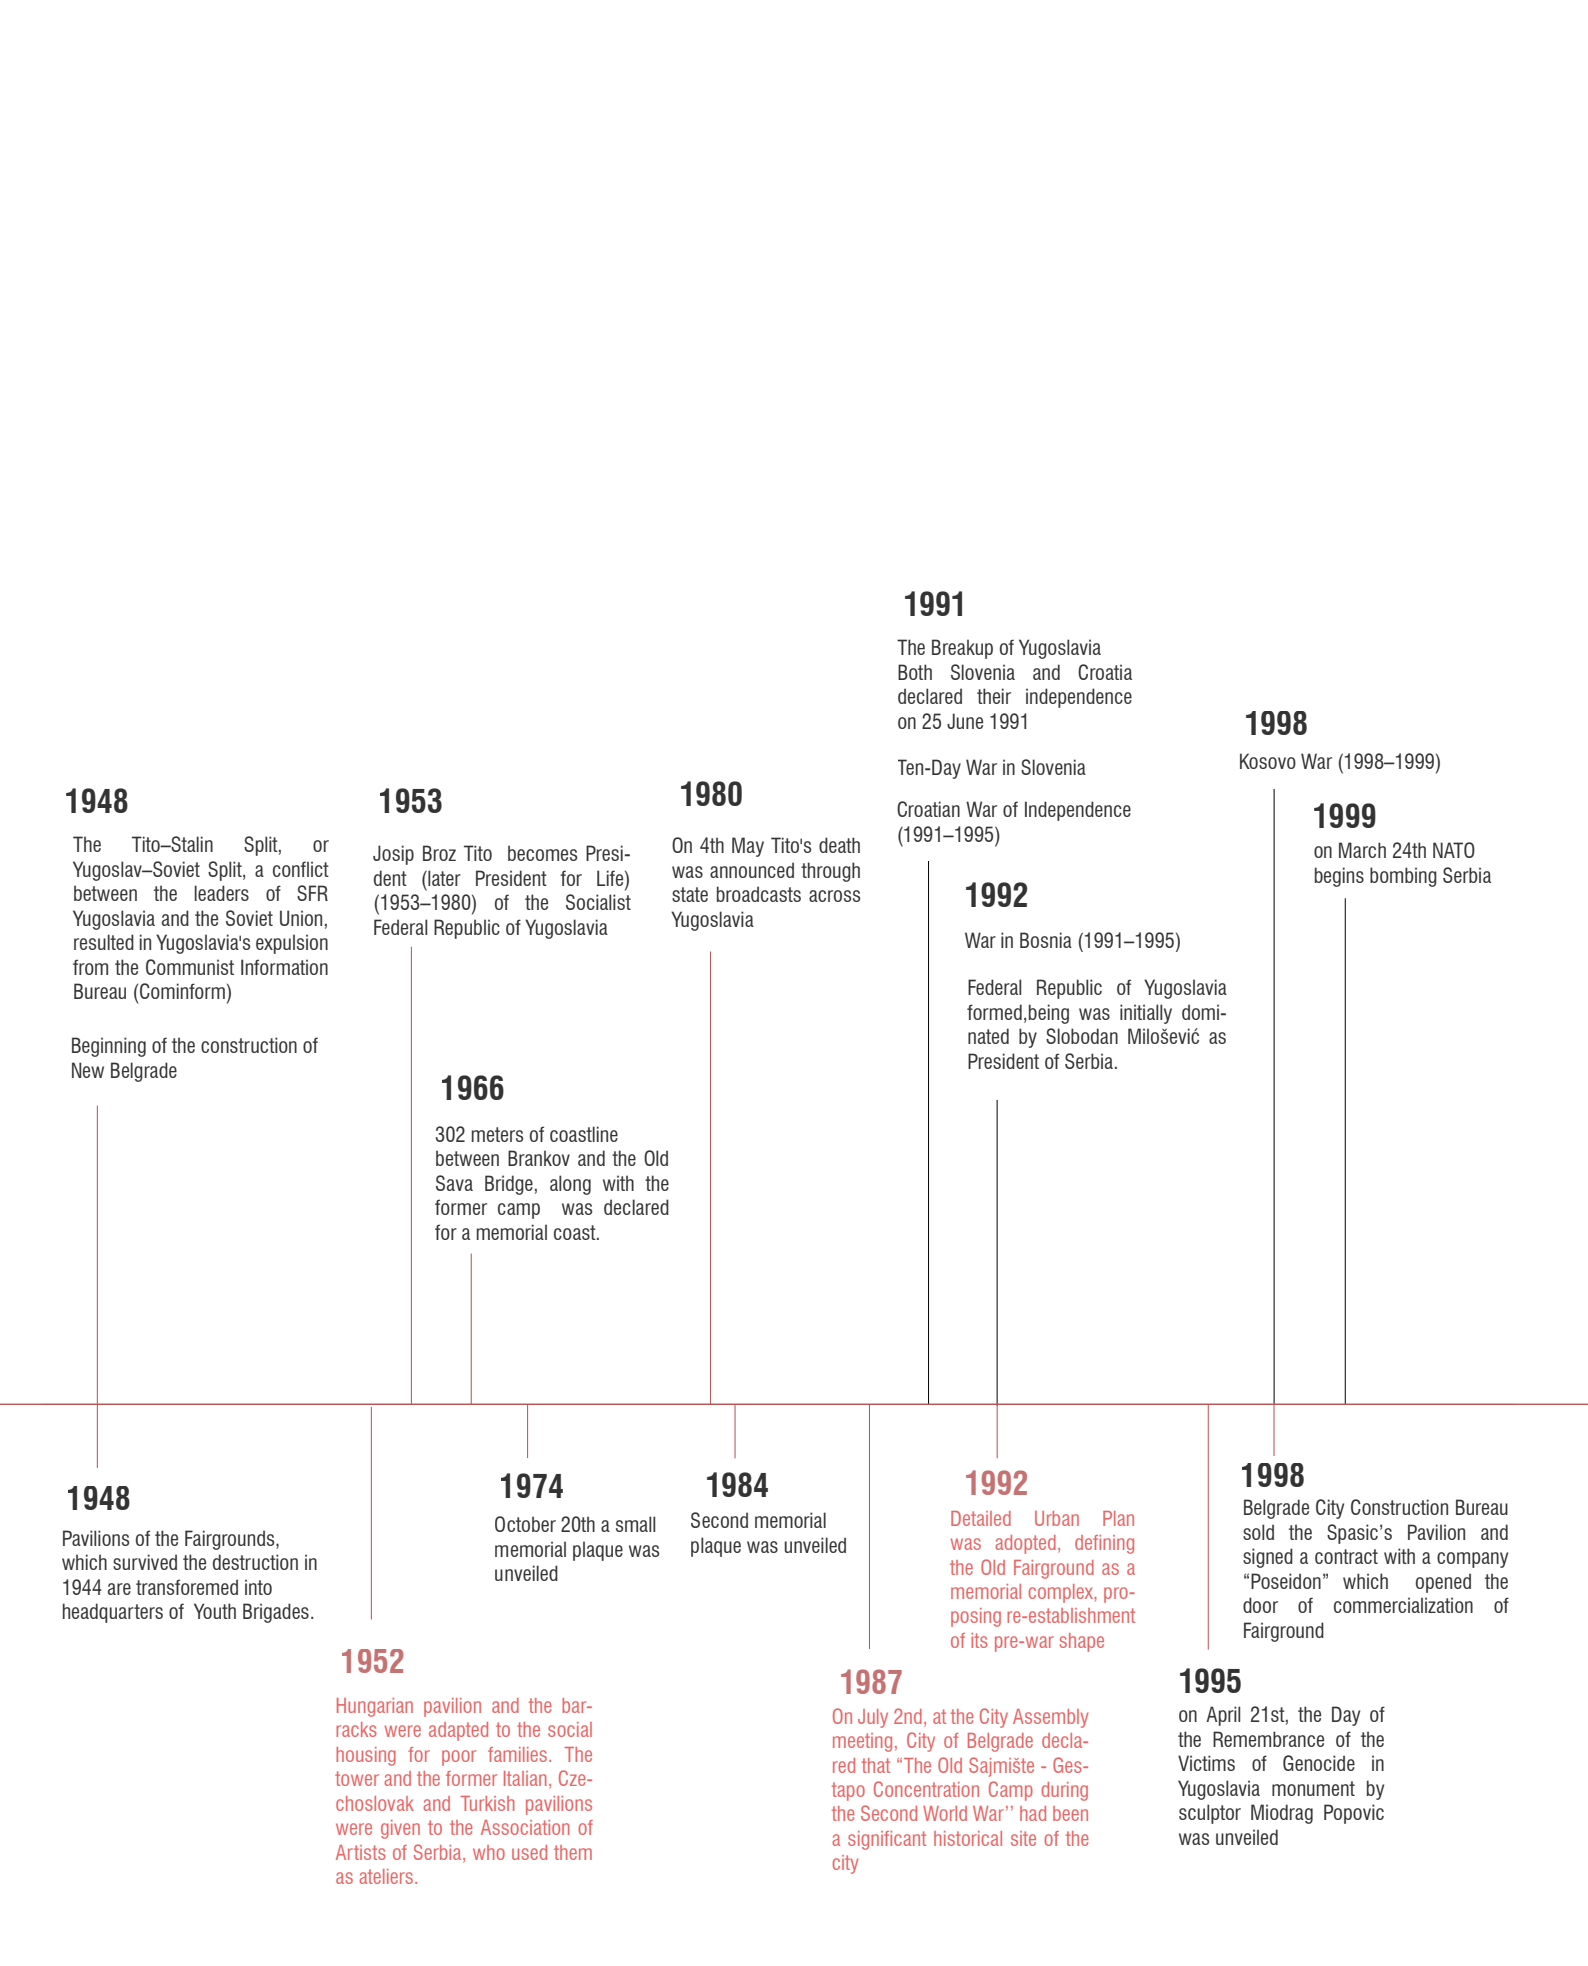 1948
The Tito–Stalin Split, or
Yugoslav–Soviet Split, a conflict
between the leaders of SFR
Yugoslavia and the Soviet Union,
resulted in Yugoslavia's expulsion
from the Communist Information
Bureau (Cominform)
Beginning of the construction of
New Belgrade
1953
Josip Broz Tito becomes Presi-
dent (later President for Life)
(1953–1980) of the Socialist
Federal Republic of Yugoslavia
1966
302 meters of coastline
between Brankov and the Old
Sava Bridge, along with the
former camp was declared
for a memorial coast.
1980
On 4th May Tito's death
was announced through
state broadcasts across
Yugoslavia
1991
The Breakup of Yugoslavia
Both Slovenia and Croatia
declared their independence
on 25 June 1991
Ten-Day War in Slovenia
Croatian War of Independence
(1991–1995)
1992
War in Bosnia (1991–1995)
Federal Republic of Yugoslavia
formed,being was initially domi-
nated by Slobodan Milošević as
President of Serbia.
1998
Kosovo War (1998–1999)
1999
on March 24th NATO
begins bombing Serbia
1948
Pavilions of the Fairgrounds,
which survived the destruction in
1944 are transforemed into
headquarters of Youth Brigades.
1952
Hungarian pavilion and the bar-
racks were adapted to the social
housing for poor families. The
tower and the former Italian, Cze-
choslovak and Turkish pavilions
were given to the Association of
Artists of Serbia, who used them
as ateliers.
1974
October 20th a small
memorial plaque was
unveiled
1984
Second memorial
plaque was unveiled
1987
On July 2nd, at the City Assembly
meeting, City of Belgrade decla-
red that “The Old Sajmište - Ges-
tapo Concentration Camp during
the Second World War’’ had been
a significant historical site of the
city
1992
Detailed Urban Plan
was adopted, defining
the Old Fairground as a
memorial complex, pro-
posing re-establishment
of its pre-war shape
1995
on April 21st, the Day of
the Remembrance of the
Victims of Genocide in
Yugoslavia monument by
sculptor Miodrag Popovic
was unveiled
1998
Belgrade City Construction Bureau
sold the Spasic’s Pavilion and
signed a contract with a company
“Poseidon” which opened the
door of commercialization of
Fairground